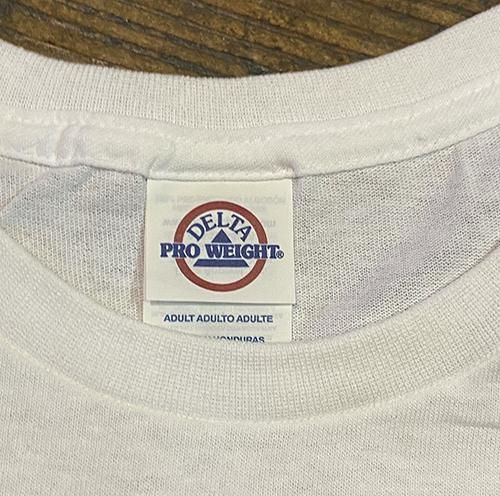 DELTA
PRO WEIGHT®
ADULT ADULTO ADULTE
HONDURAS